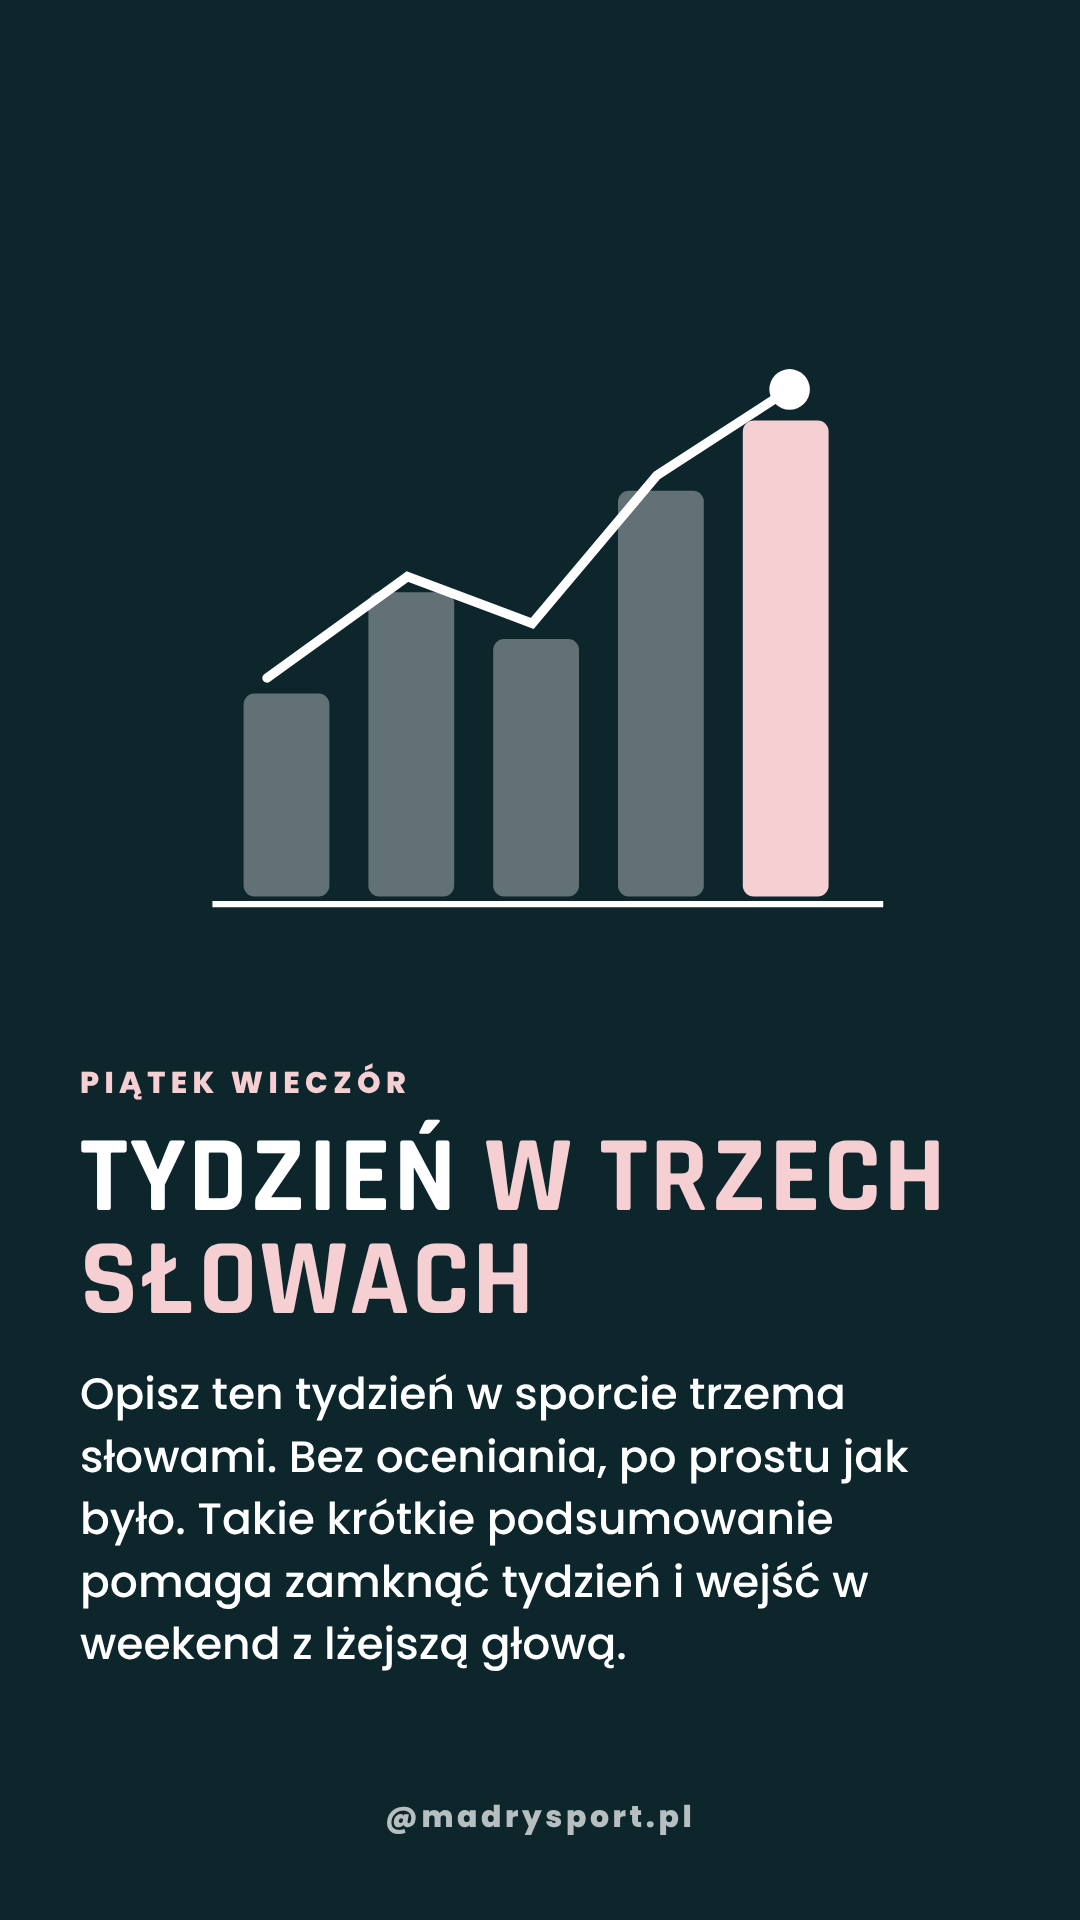 PIĄTEK WIECZÓR
TYDZIEŃ W TRZECH
SŁOWACH
Opisz ten tydzień w sporcie trzema
słowami. Bez oceniania, po prostu jak
było. Takie krótkie podsumowanie
pomaga zamknąć tydzień i wejść w
weekend z lżejszą głową.
@madrysport.pl